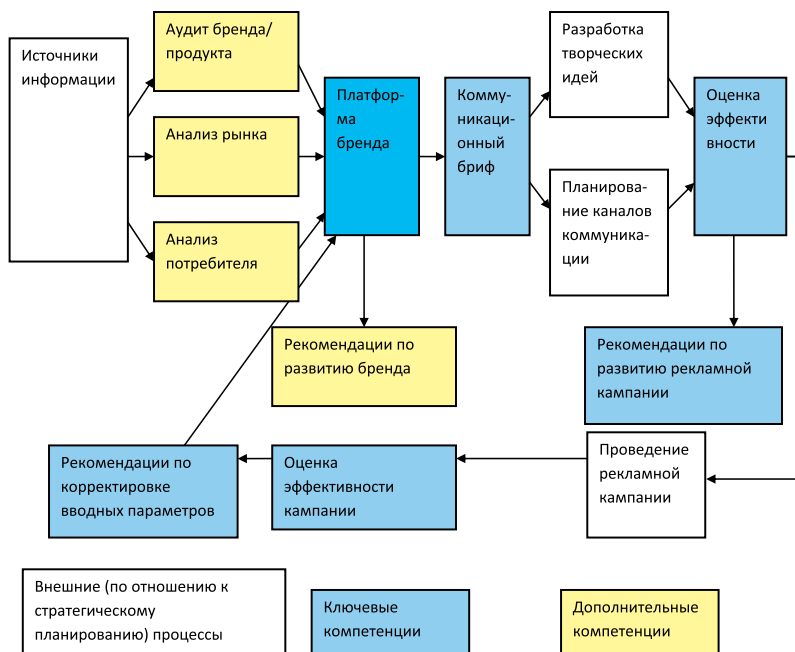 Источники
информации
Аудит бренда/
продукта
Анализ рынка
Анализ
потребителя
Платфор-
ма
бренда
Комму-
никаци-
онный
бриф
Разработка
творческих
идей
Планирова-
ние каналов
коммуника-
ции
Оценка
эффекти
вности
Рекомендации по
развитию бренда
Рекомендации по
развитию рекламной
кампании
Рекомендации по
корректировке
вводных параметров
Оценка
эффективности
кампании
Проведение
рекламной
кампании
Внешние (по отношению к
стратегическому
планированию) процессы
Ключевые
компетенции
Дополнительные
компетенции